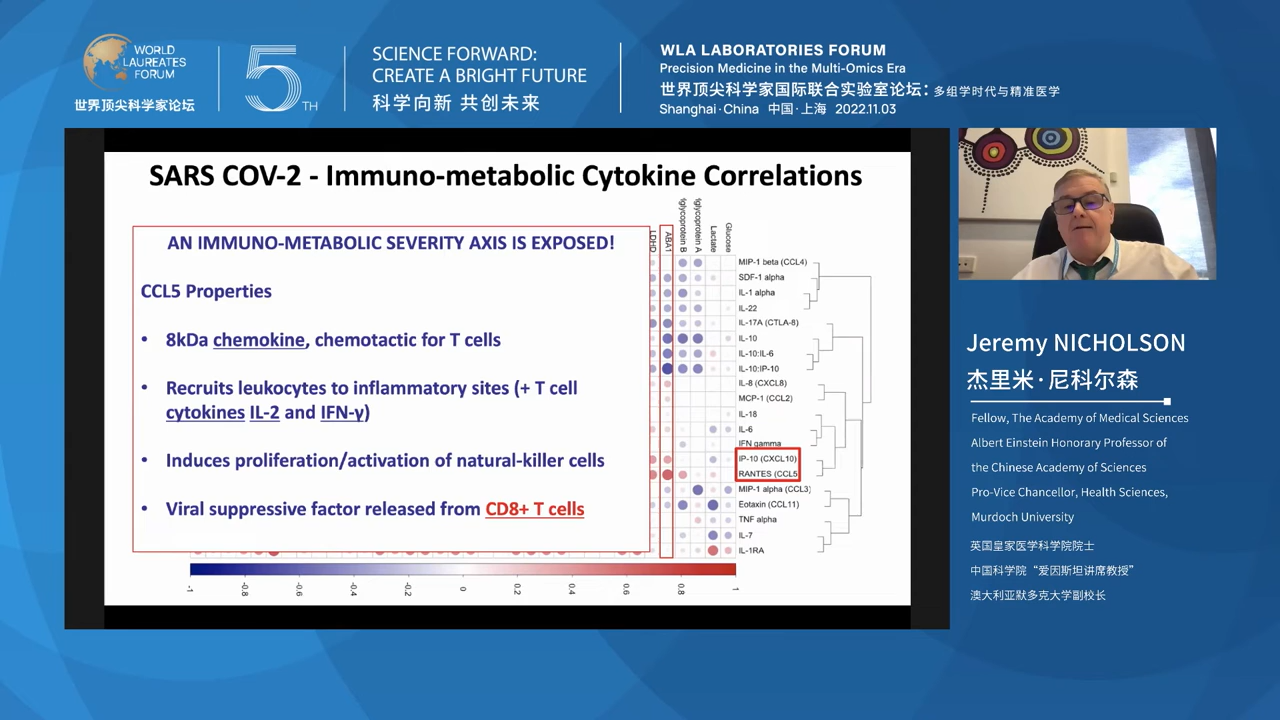 WORLD
LAUREATES
FORUM
世界顶尖科学家论坛
5TH
SCIENCE FORWARD:
CREATE A BRIGHT FUTURE
科学向新 共创未来
WLA LABORATORIES FORUM
Precision Medicine in the Multi-Omics Era
世界顶尖科学家国际联合实验室论坛：多组学时代与精准医学
Shanghai·China 中国·上海 2022.11.03
SARS COV-2 - Immuno-metabolic Cytokine Correlations
AN IMMUNO-METABOLIC SEVERITY AXIS IS EXPOSED!
CCL5 Properties
• 8kDa chemokine, chemotactic for T cells
• Recruits leukocytes to inflammatory sites (+ T cell
cytokines IL-2 and IFN-γ)
• Induces proliferation/activation of natural-killer cells
• Viral suppressive factor released from CD8+ T cells
LDHD
ABA1
glycoprotein B
glycoprotein A
Lactate
Glucose
MIP-1 beta (CCL4)
SDF-1 alpha
IL-1 alpha
IL-22
IL-17A (CTLA-8)
IL-10
IL-10:IL-6
IL-10:IP-10
IL-8 (CXCL8)
MCP-1 (CCL2)
IL-18
IL-6
IFN gamma
IP-10 (CXCL10)
RANTES (CCL5
MIP-1 alpha (CCL3)
Eotaxin (CCL11)
TNF alpha
IL-7
IL-1RA
-1
-0.8
-0.6
-0.4
-0.2
0
0.2
0.4
0.6
0.8
1
Jeremy NICHOLSON
杰里米·尼科尔森
Fellow, The Academy of Medical Sciences
Albert Einstein Honorary Professor of
the Chinese Academy of Sciences
Pro-Vice Chancellor, Health Sciences,
Murdoch University
英国皇家医学科学院院士
中国科学院“爱因斯坦讲席教授”
澳大利亚默多克大学副校长